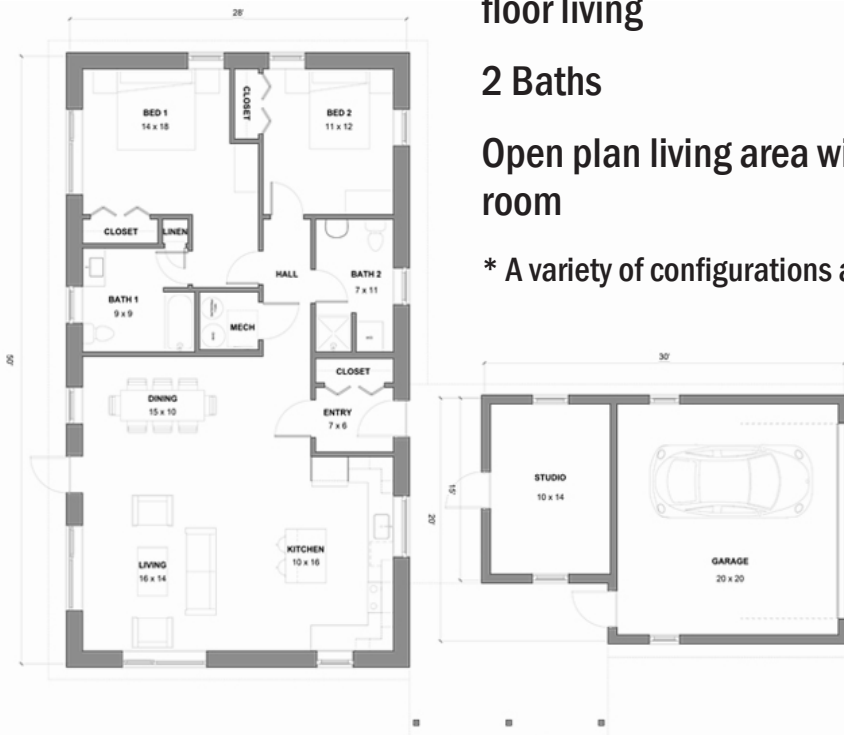 floor living
2 Baths
Open plan living area wi
room
* A variety of configurations a
28'
50'
BED 1
14 x 18
CLOSET
BED 2
11 x 12
CLOSET
LINEN
HALL
BATH 2
7 x 11
BATH 1
9 x 9
MECH
CLOSET
ENTRY
7 x 6
DINING
15 x 10
LIVING
16 x 14
KITCHEN
10 x 16
30'
15'
20'
STUDIO
10 x 14
GARAGE
20 x 20